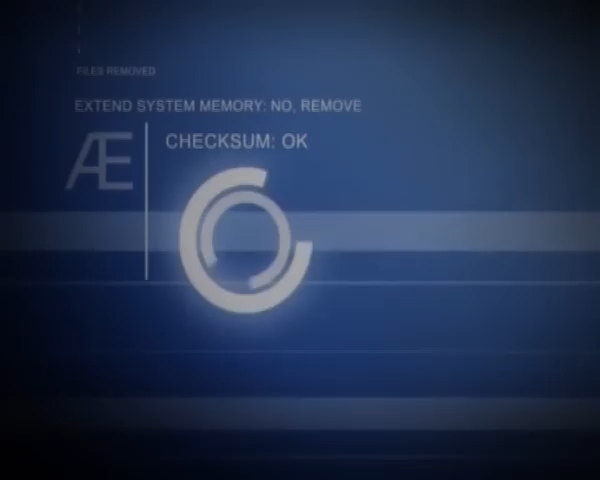 FILES REMOVED
EXTEND SYSTEM MEMORY: NO, REMOVE
Æ
CHECKSUM: OK